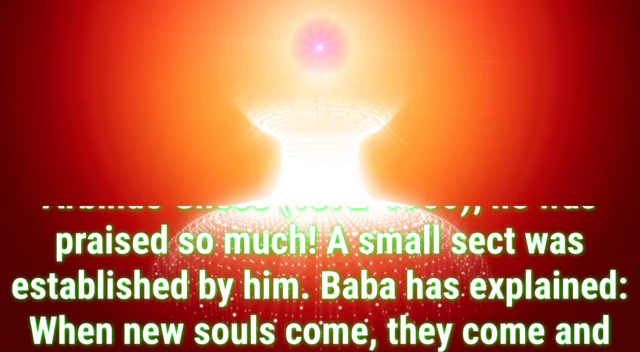 praised so much! A small sect was
established by him. Baba has explained:
When new souls come, they come and